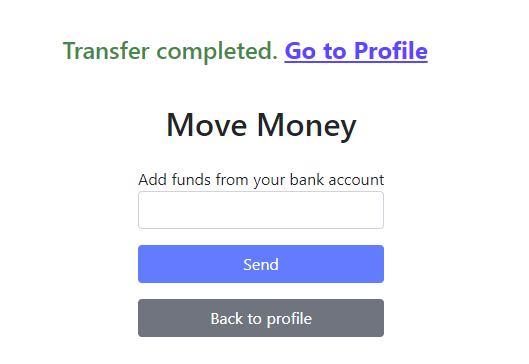 Transfer completed. Go to Profile
Move Money
Add funds from your bank account
Send
Back to profile